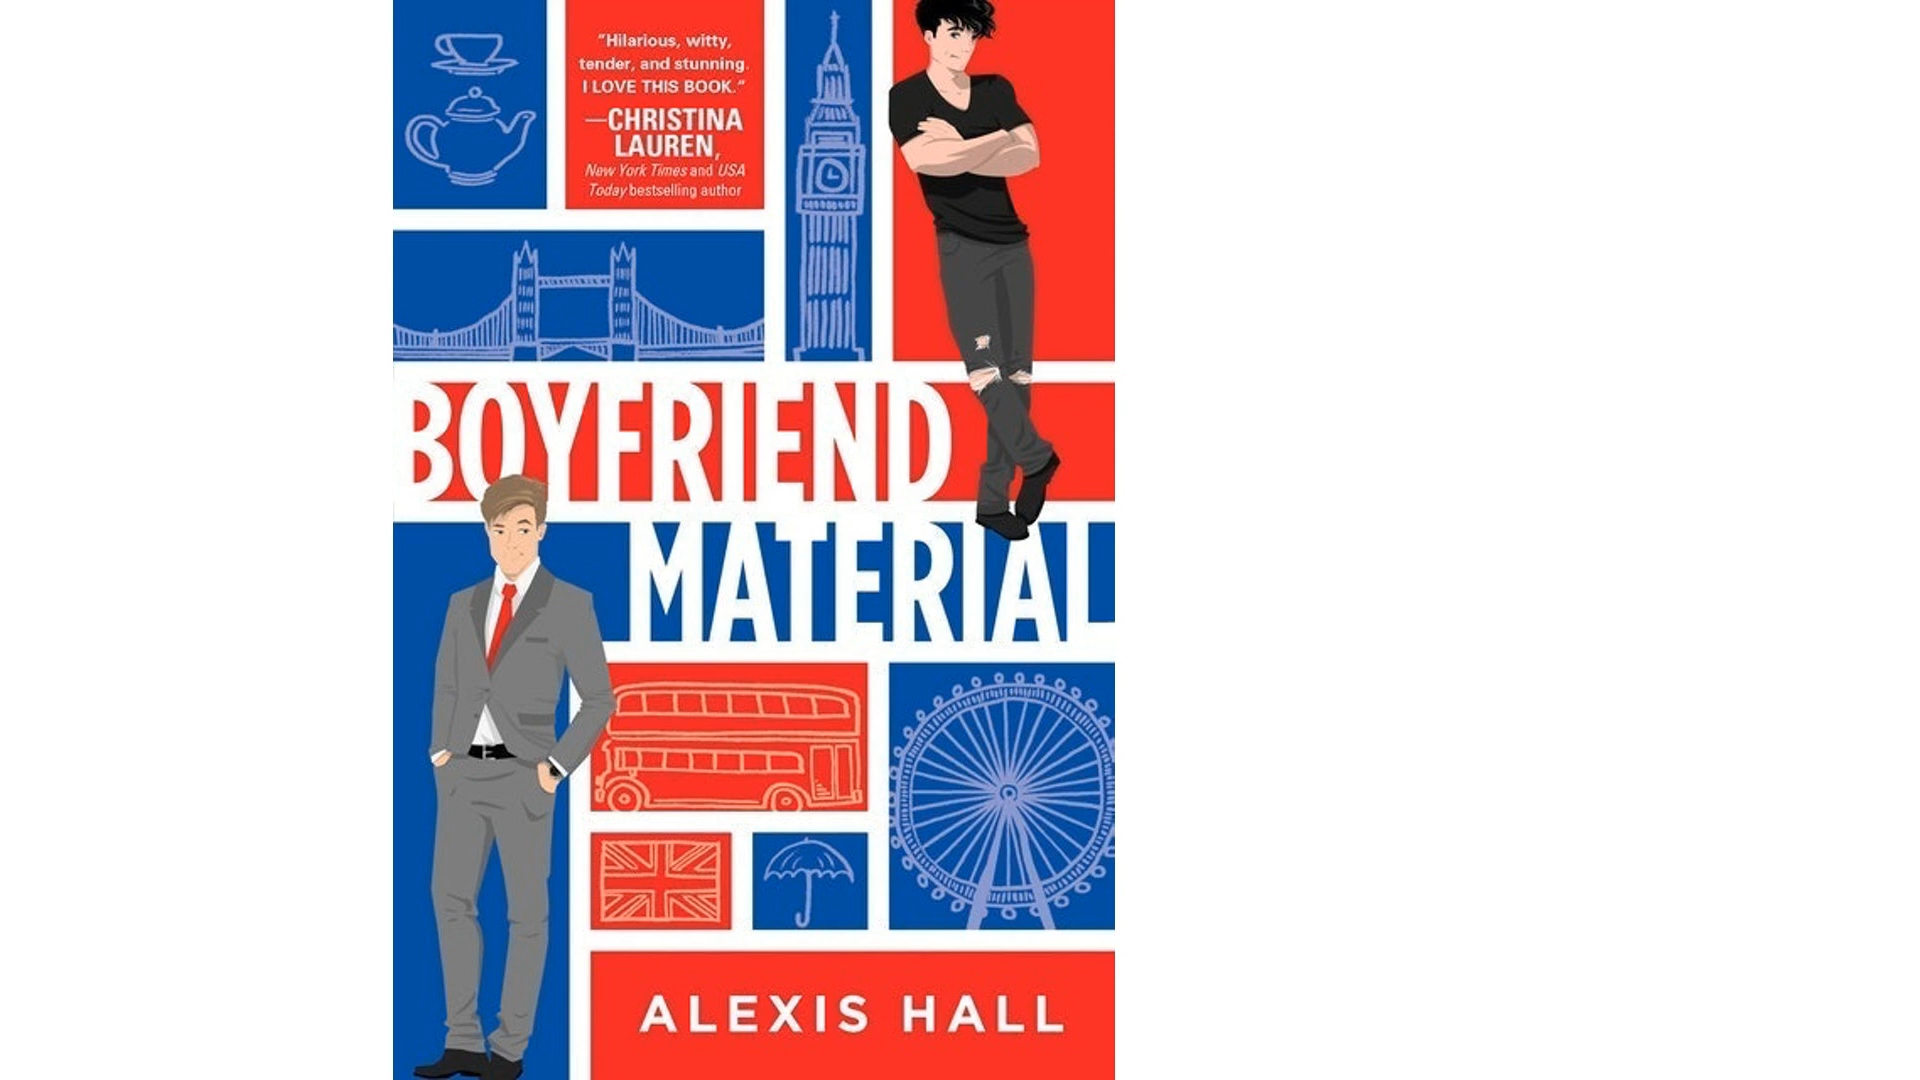 "Hilarious, witty,
tender, and stunning.
I LOVE THIS BOOK."
—CHRISTINA
LAUREN,
New York Times and USA
Today bestselling author
BOYFRIEND
MATERIAL
ALEXIS HALL